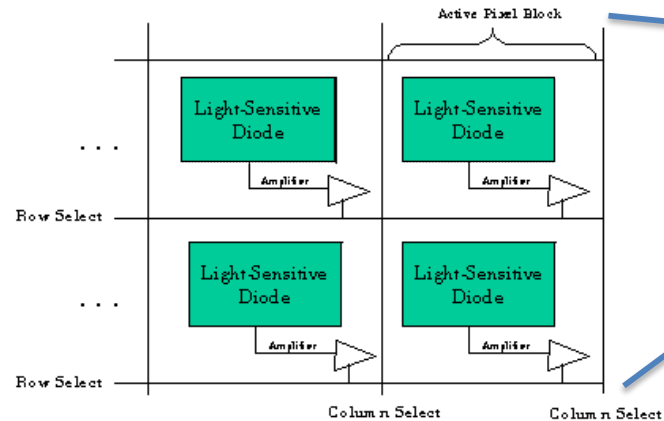 Active Pixel Block
Light-Sensitive
Diode
Light-Sensitive
Diode
. . .
Amplifier
Amplifier
Row Select
Light-Sensitive
Diode
Light-Sensitive
Diode
. . .
Amplifier
Amplifier
Row Select
Column Select
Column Select